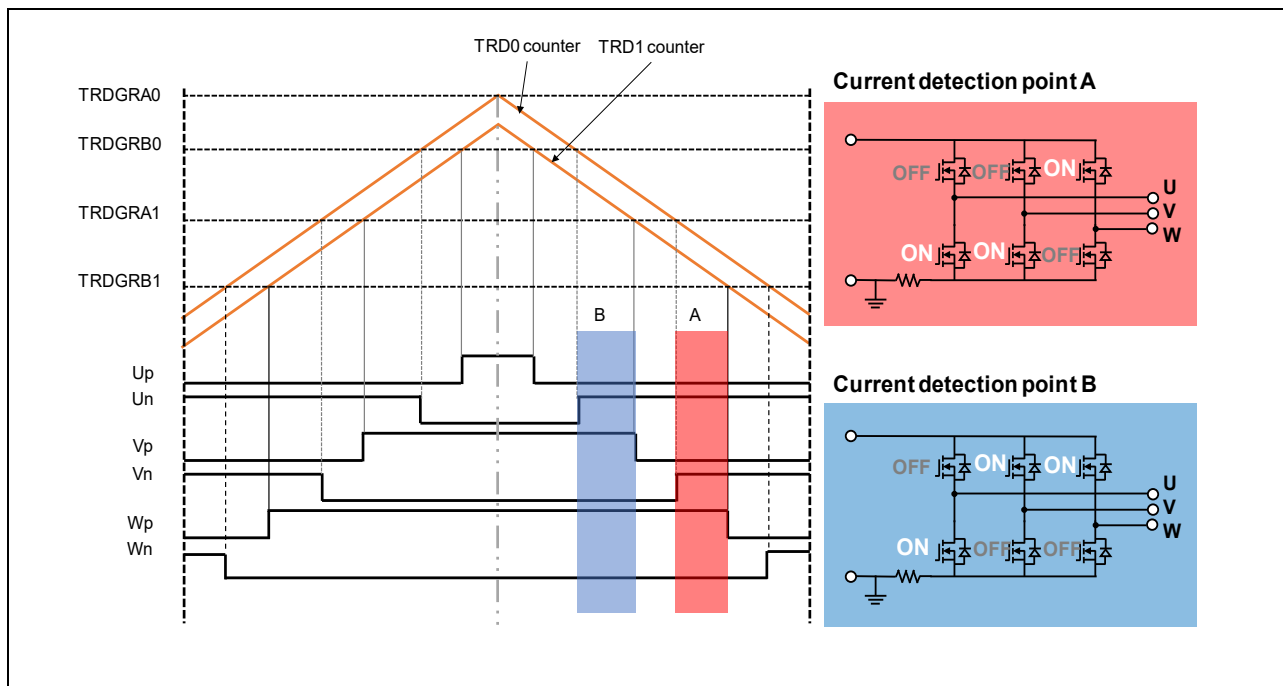 TRD0 counter
TRD1 counter
TRDGRA0
TRDGRB0
TRDGRA1
TRDGRB1
B
A
Up
Un
Vp
Vn
Wp
Wn
Current detection point A
OFF OFF ON
U
V
W
ON ON OFF
Current detection point B
OFF ON ON
U
V
W
ON OFF OFF